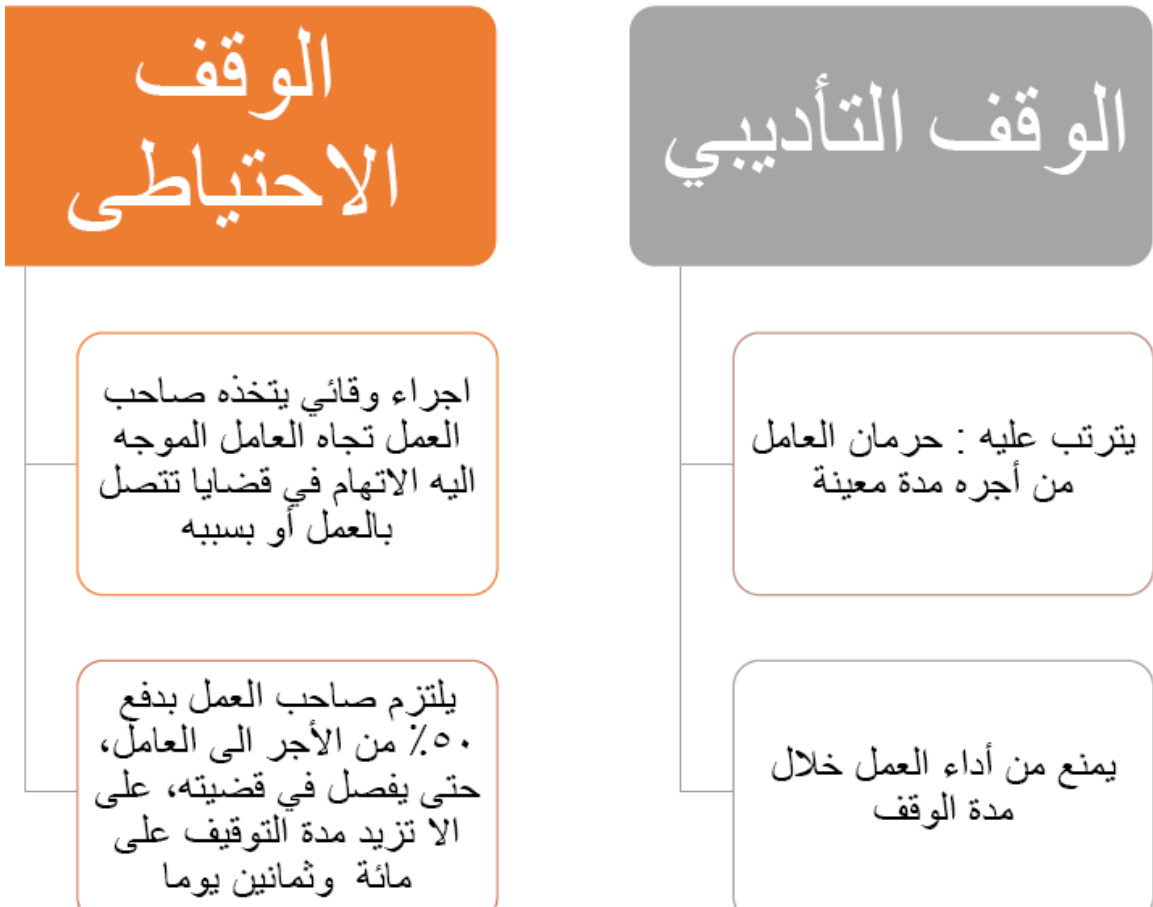 الوقف التأديبي
يترتب عليه : حرمان العامل
من أجره مدة معينة
يمنع من أداء العمل خلال
مدة الوقف
الوقف
الاحتياطى
اجراء وقائي يتخذه صاحب
العمل تجاه العامل الموجه
اليه الاتهام في قضايا تتصل
بالعمل أو بسببه
يلتزم صاحب العمل بدفع
٥٠٪ من الأجر الى العامل،
حتى يفصل في قضيته، على
الا تزيد مدة التوقيف على
مائة وثمانين يوما